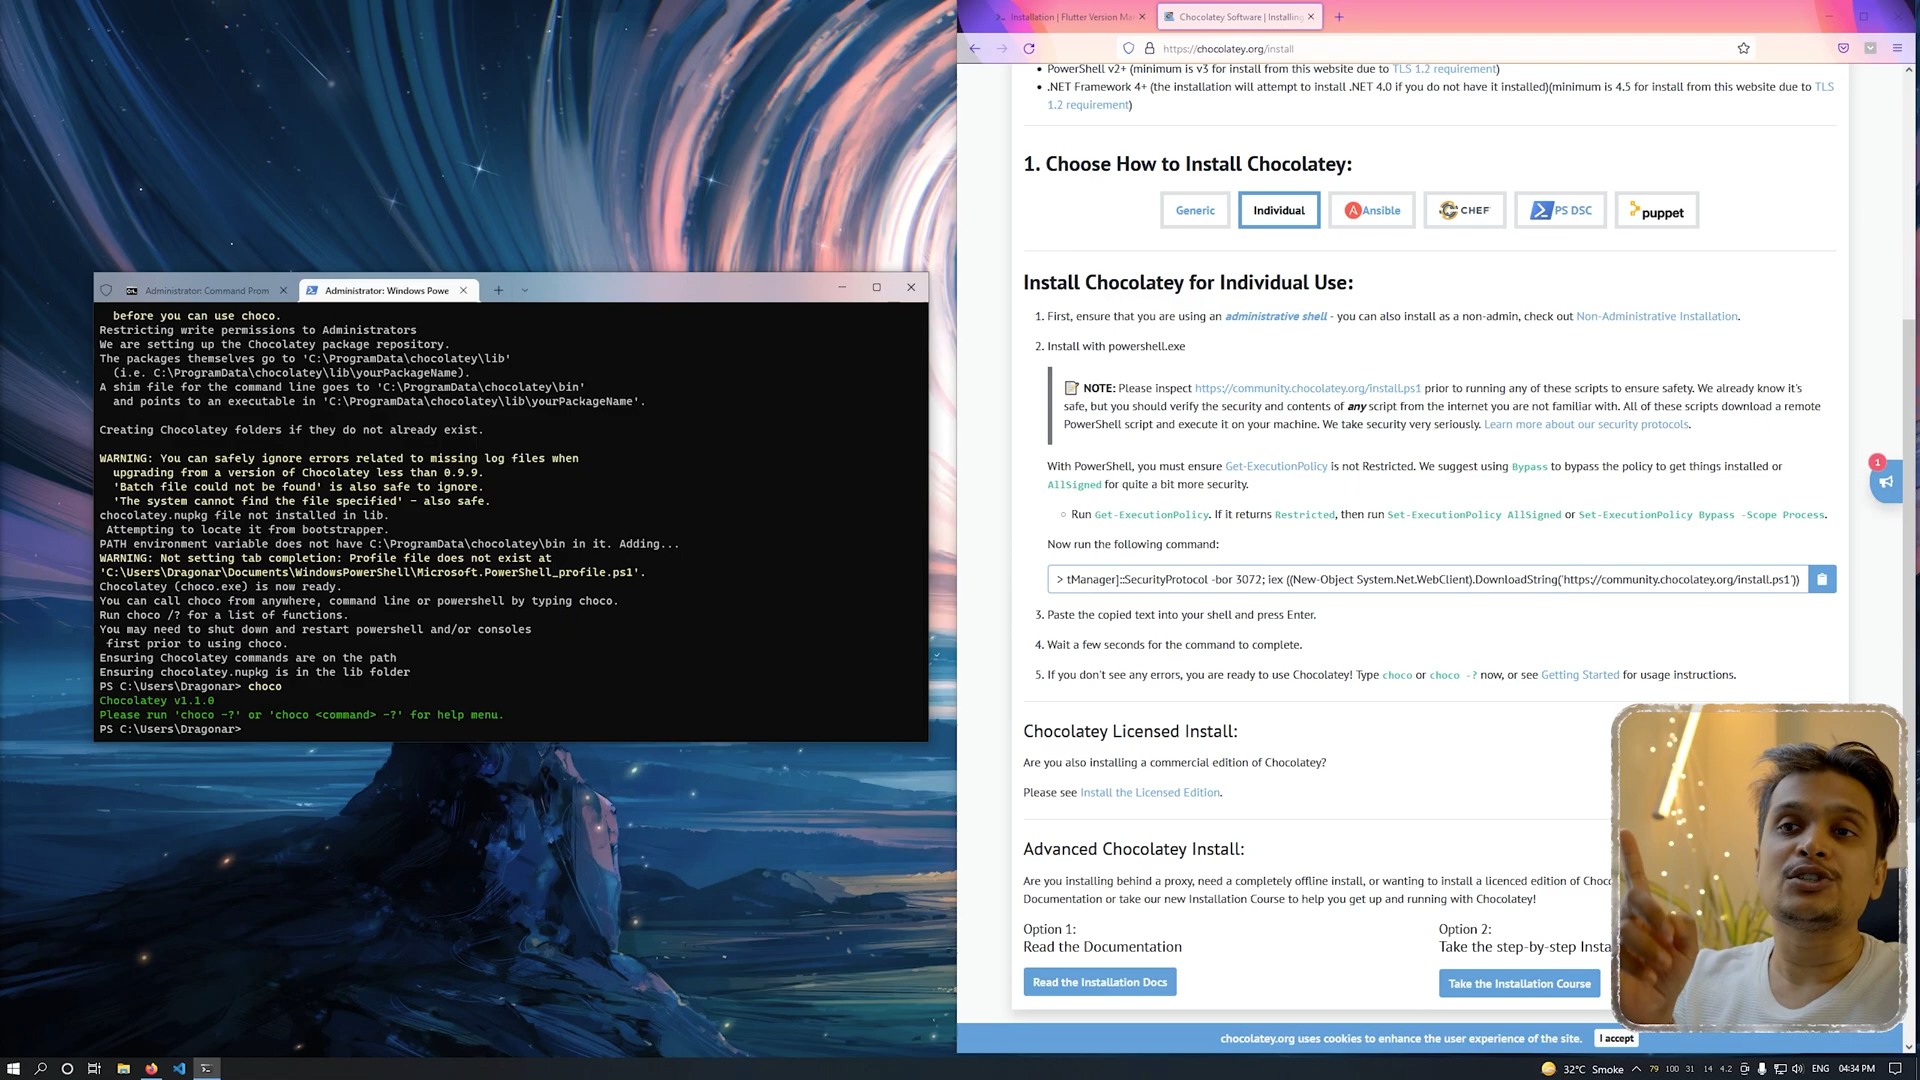 Administrator: Command Prom
Administrator: Windows Powe
before you can use choco.
Restricting write permissions to Administrators
We are setting up the Chocolatey package repository.
The packages themselves go to 'C:\ProgramData\chocolatey\lib'
(i.e. C:\ProgramData\chocolatey\lib\yourPackageName).
A shim file for the command line goes to 'C:\ProgramData\chocolatey\bin'
and points to an executable in 'C:\ProgramData\chocolatey\lib\yourPackageName'.
Creating Chocolatey folders if they do not already exist.
WARNING: You can safely ignore errors related to missing log files when
upgrading from a version of Chocolatey less than 0.9.9.
'Batch file could not be found' is also safe to ignore.
'The system cannot find the file specified' - also safe.
chocolatey.nupkg file not installed in lib.
Attempting to locate it from bootstrapper.
PATH environment variable does not have C:\ProgramData\chocolatey\bin in it. Adding...
WARNING: Not setting tab completion: Profile file does not exist at
'C:\Users\Dragonar\Documents\WindowsPowerShell\Microsoft.PowerShell_profile.ps1'.
Chocolatey (choco.exe) is now ready.
You can call choco from anywhere, command line or powershell by typing choco.
Run choco /? for a list of functions.
You may need to shut down and restart powershell and/or consoles
first prior to using choco.
Ensuring Chocolatey commands are on the path
Ensuring chocolatey.nupkg is in the lib folder
PS C:\Users\Dragonar> choco
Chocolatey v1.1.0
Please run 'choco -?' or 'choco <command> -?' for help menu.
PS C:\Users\Dragonar>
Installation | Flutter Version Ma
Chocolatey Software | Installing
https://chocolatey.org/install
• PowerShell v2+ (minimum is v3 for install from this website due to TLS 1.2 requirement)
• .NET Framework 4+ (the installation will attempt to install .NET 4.0 if you do not have it installed)(minimum is 4.5 for install from this website due to TLS
1.2 requirement)
1. Choose How to Install Chocolatey:
Generic Individual Ansible CHEF PS DSC puppet
Install Chocolatey for Individual Use:
1. First, ensure that you are using an administrative shell - you can also install as a non-admin, check out Non-Administrative Installation.
2. Install with powershell.exe
NOTE: Please inspect https://community.chocolatey.org/install.ps1 prior to running any of these scripts to ensure safety. We already know it's
safe, but you should verify the security and contents of any script from the internet you are not familiar with. All of these scripts download a remote
PowerShell script and execute it on your machine. We take security very seriously. Learn more about our security protocols.
With PowerShell, you must ensure Get-ExecutionPolicy is not Restricted. We suggest using Bypass to bypass the policy to get things installed or
AllSigned for quite a bit more security.
Run Get-ExecutionPolicy. If it returns Restricted, then run Set-ExecutionPolicy AllSigned or Set-ExecutionPolicy Bypass -Scope Process.
Now run the following command:
> tManager]::SecurityProtocol -bor 3072; iex ((New-Object System.Net.WebClient).DownloadString('https://community.chocolatey.org/install.ps1'))
3. Paste the copied text into your shell and press Enter.
4. Wait a few seconds for the command to complete.
5. If you don't see any errors, you are ready to use Chocolatey! Type choco or choco -? now, or see Getting Started for usage instructions.
1
Chocolatey Licensed Install:
Are you also installing a commercial edition of Chocolatey?
Please see Install the Licensed Edition.
Advanced Chocolatey Install:
Are you installing behind a proxy, need a completely offline install, or wanting to install a licenced edition of Choc
Documentation or take our new Installation Course to help you get up and running with Chocolatey!
Option 1:
Read the Documentation
Read the Installation Docs
Option 2:
Take the step-by-step Insta
Take the Installation Course
chocolatey.org uses cookies to enhance the user experience of the site. I accept
32°C Smoke 79 100 31 14 4.2 ENG 04:34 PM